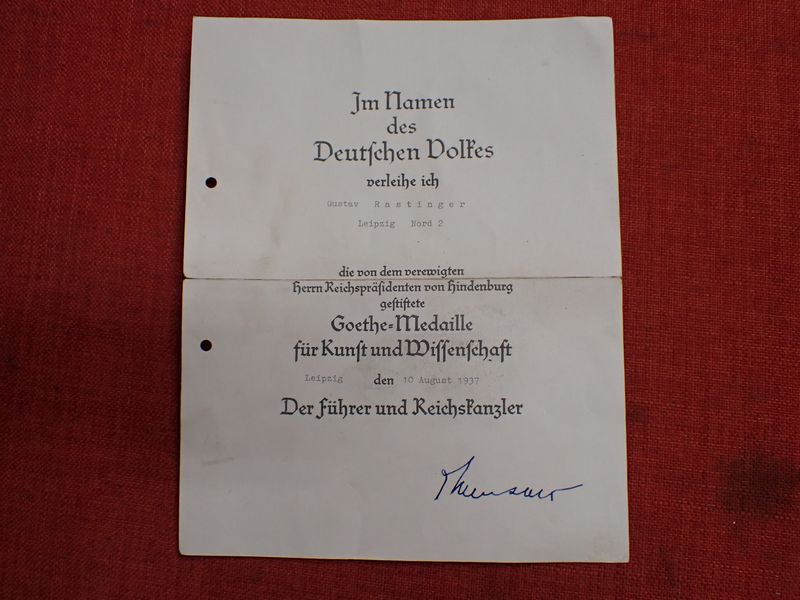 Im Namen
des
Deutschen Volkes
verleihe ich
Gustav Rastinger
Leipzig Nord 2
die von dem verewigten
Herrn Reichspräsidenten von Hindenburg
gestiftete
Goethe=Medaille
für Kunst und Wissenschaft
Leipzig den 10 August 1937
Der Führer und Reichskanzler